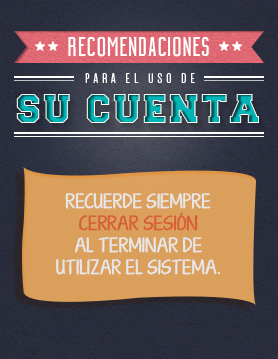 RECOMENDACIONES
PARA EL USO DE
SU CUENTA
RECUERDE SIEMPRE
CERRAR SESIÓN
AL TERMINAR DE
UTILIZAR EL SISTEMA.